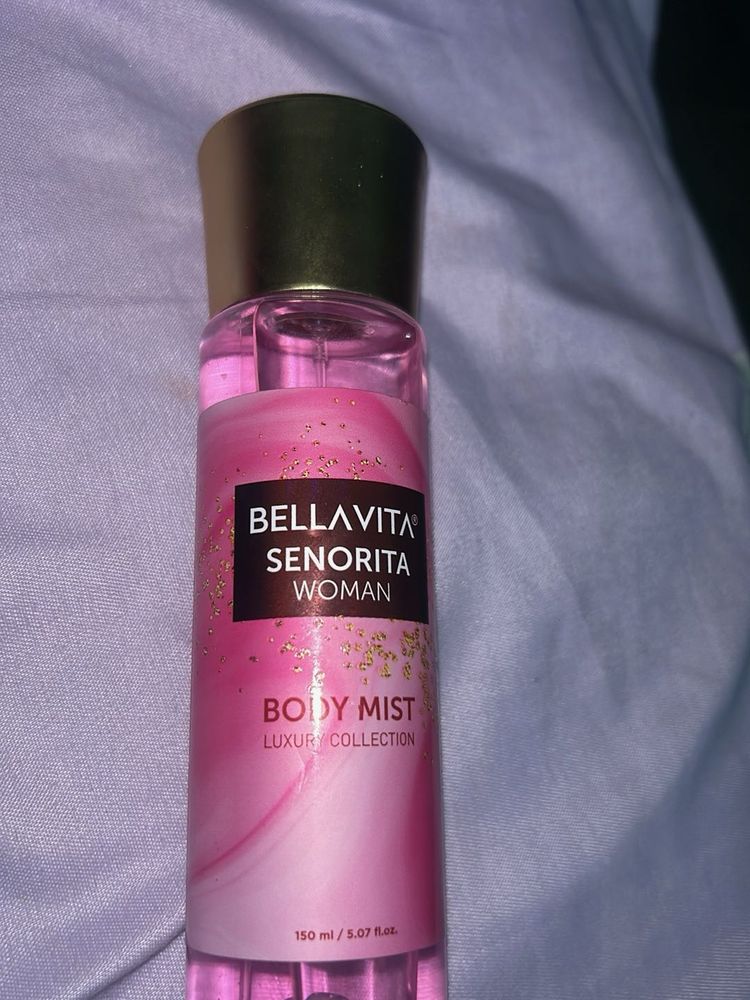 BELLAVITA®
SENORITA
WOMAN
BODY MIST
LUXURY COLLECTION
150 ml / 5.07 fl.oz.